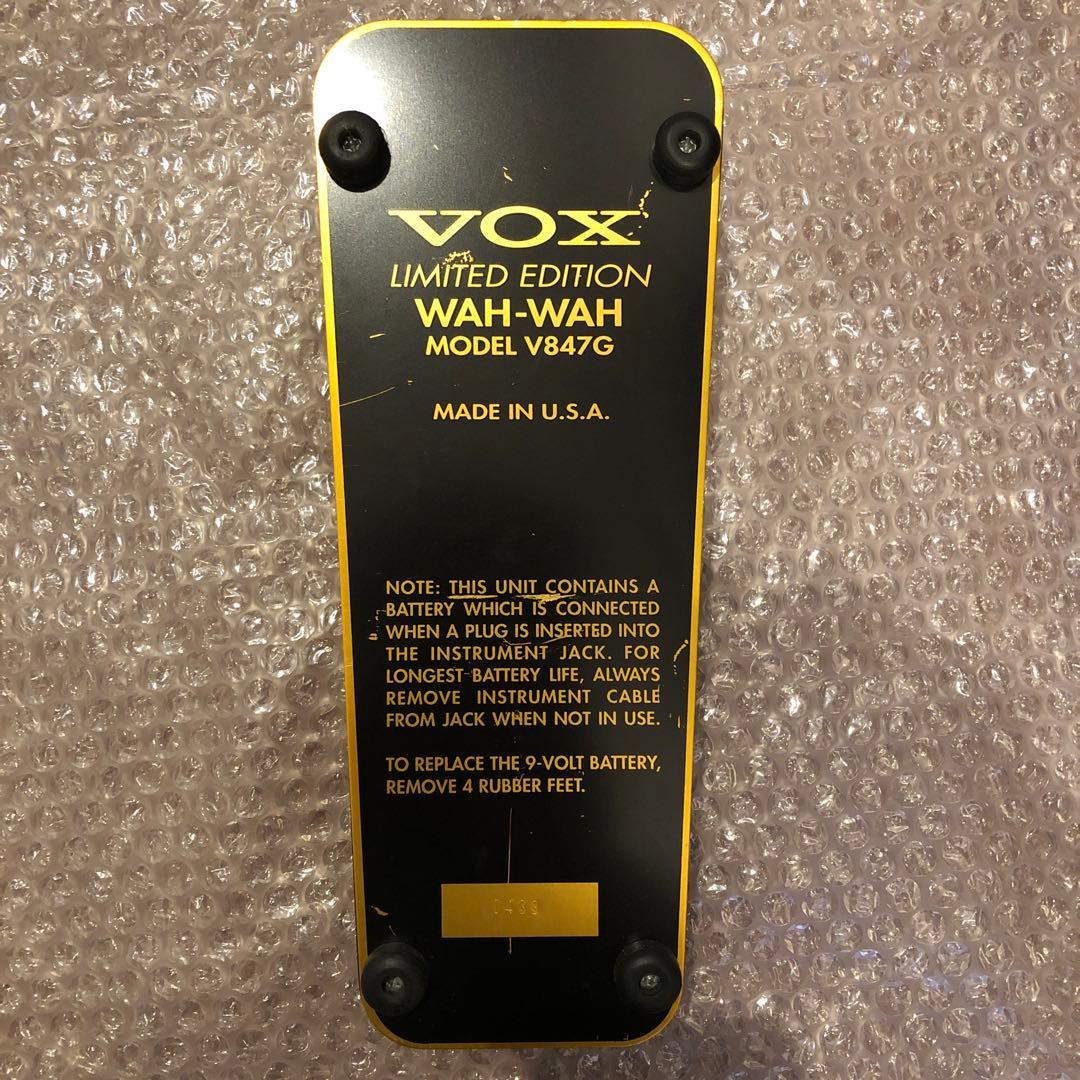 VOX
LIMITED EDITION
WAH-WAH
MODEL V847G
MADE IN U.S.A.
NOTE: THIS UNIT CONTAINS A
BATTERY WHICH IS CONNECTED
WHEN A PLUG IS INSERTED INTO
THE INSTRUMENT JACK. FOR
LONGEST BATTERY LIFE, ALWAYS
REMOVE INSTRUMENT CABLE
FROM JACK WHEN NOT IN USE.
TO REPLACE THE 9-VOLT BATTERY,
REMOVE 4 RUBBER FEET.